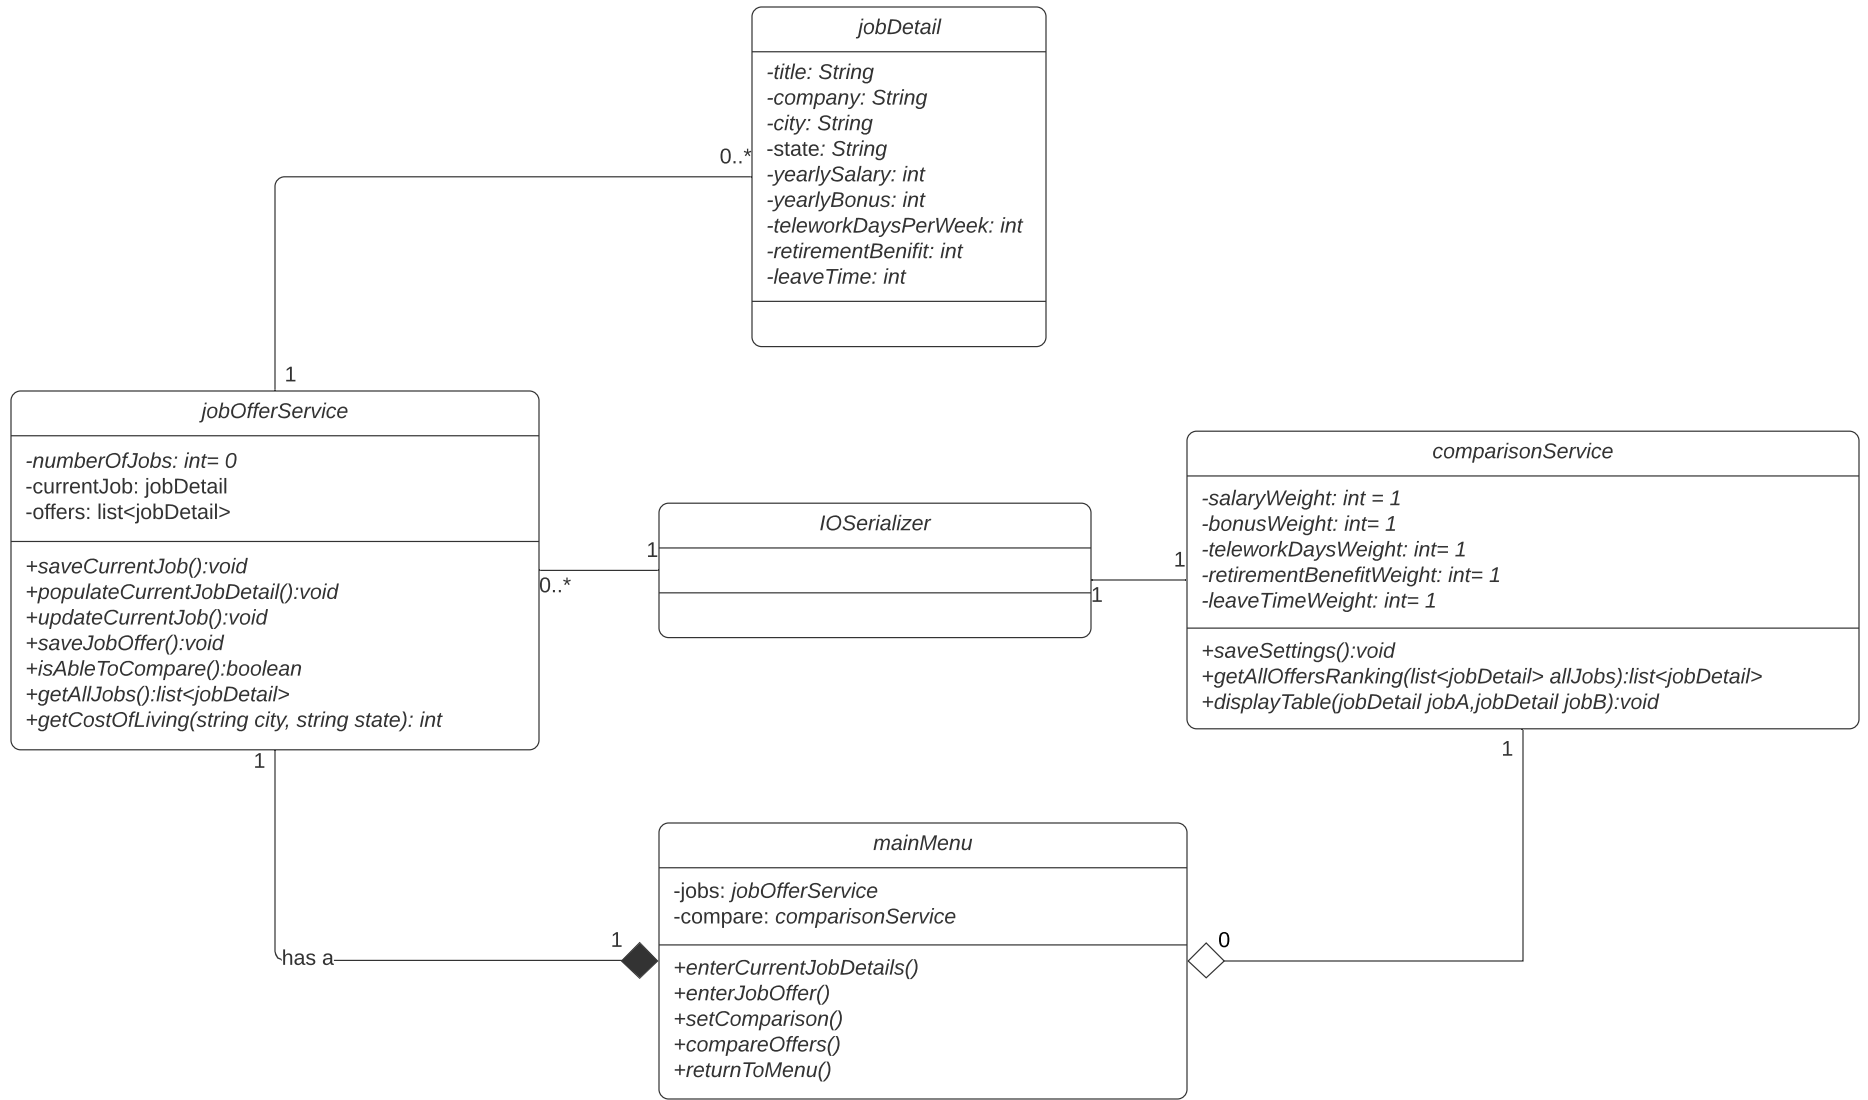 jobDetail
-title: String
-company: String
-city: String
-state: String
-yearlySalary: int
-yearlyBonus: int
-teleworkDaysPerWeek: int
-retirementBenifit: int
-leaveTime: int
0..*
1
jobOfferService
-numberOfJobs: int= 0
-currentJob: jobDetail
-offers: list<jobDetail>
+saveCurrentJob():void
+populateCurrentJobDetail():void
+updateCurrentJob():void
+saveJobOffer():void
+isAbleToCompare():boolean
+getAllJobs():list<jobDetail>
+getCostOfLiving(string city, string state): int
0..*
1
IOSerializer
1
1
comparisonService
-salaryWeight: int = 1
-bonusWeight: int= 1
-teleworkDaysWeight: int= 1
-retirementBenefitWeight: int= 1
-leaveTimeWeight: int= 1
+saveSettings():void
+getAllOffersRanking(list<jobDetail> allJobs):list<jobDetail>
+displayTable(jobDetail jobA,jobDetail jobB):void
1
has a
1
mainMenu
-jobs: jobOfferService
-compare: comparisonService
+enterCurrentJobDetails()
+enterJobOffer()
+setComparison()
+compareOffers()
+returnToMenu()
0
1